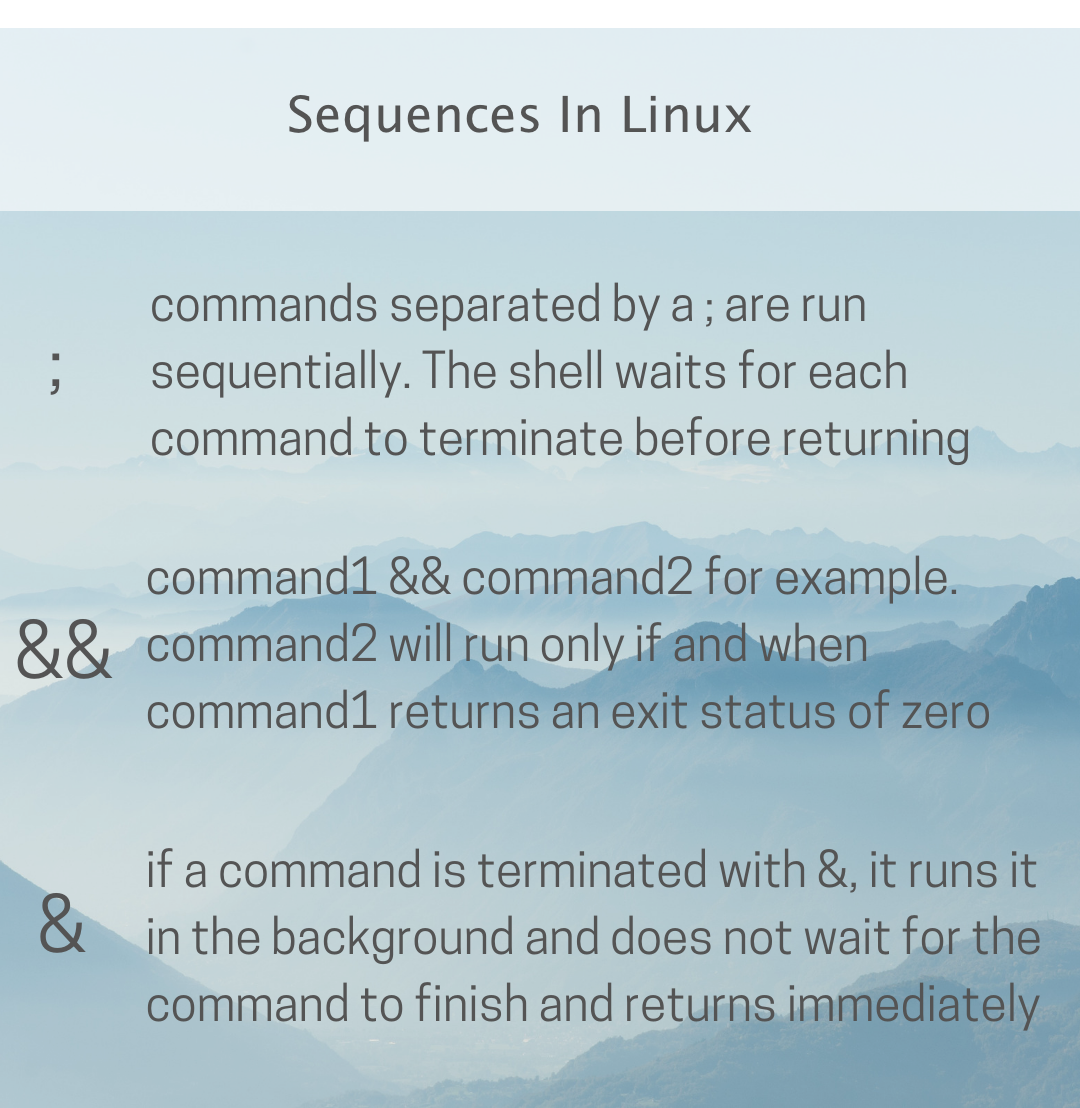 Sequences In Linux
;
commands separated by a ; are run
sequentially. The shell waits for each
command to terminate before returning
&&
command1 && command2 for example.
command2 will run only if and when
command1 returns an exit status of zero
&
if a command is terminated with &, it runs it
in the background and does not wait for the
command to finish and returns immediately